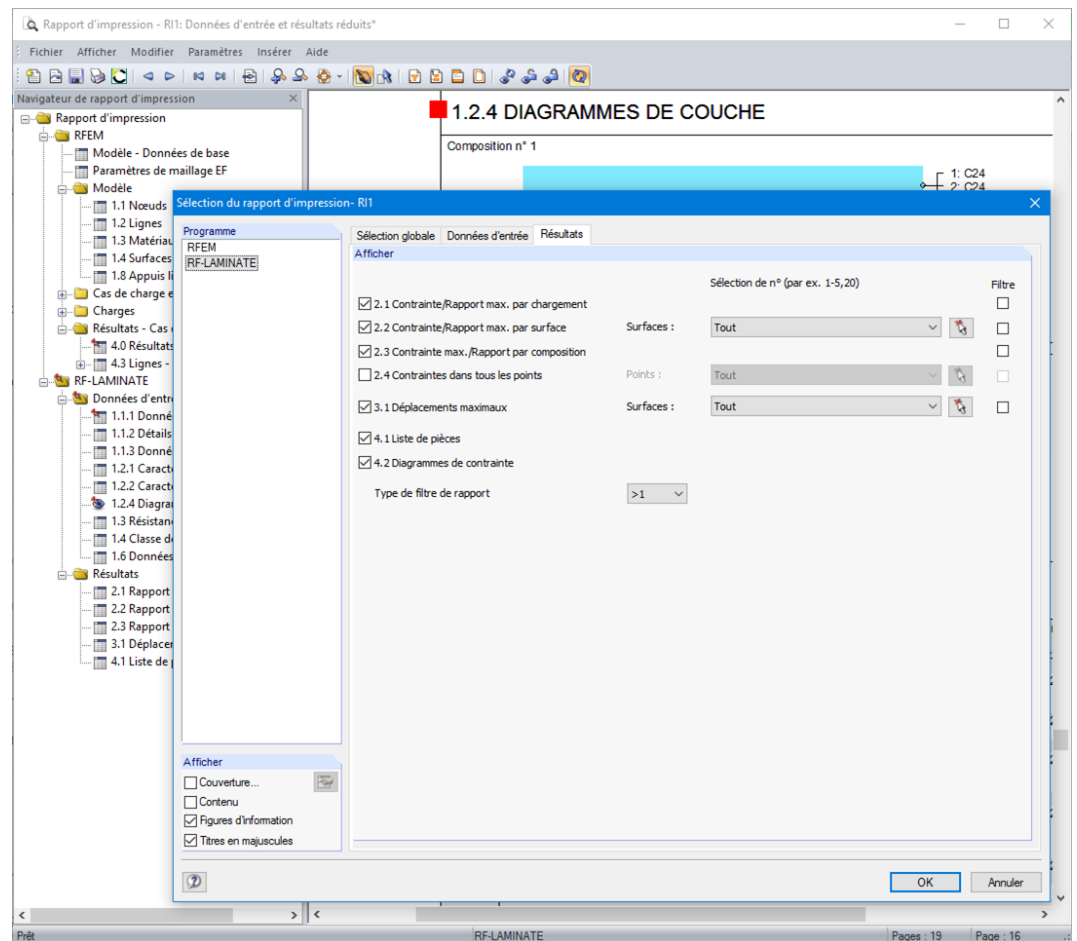 Rapport d'impression - RI1: Données d'entrée et résultats réduits*
Fichier Afficher Modifier Paramètres Insérer Aide
Navigateur de rapport d'impression
Rapport d'impression
RFEM
Modèle - Données de base
Paramètres de maillage EF
Modèle
1.1 Nœuds
1.2 Lignes
1.3 Matériau
1.4 Surfaces
1.8 Appuis li
Cas de charge e
Charges
Résultats - Cas
4.0 Résultats
4.3 Lignes -
RF-LAMINATE
Données d'entr
1.1.1 Donné
1.1.2 Détails
1.1.3 Donné
1.2.1 Caract
1.2.2 Caract
1.2.4 Diagra
1.3 Résistan
1.4 Classe d
1.6 Données
Résultats
2.1 Rapport
2.2 Rapport
2.3 Rapport
3.1 Déplacer
4.1 Liste de
1.2.4 DIAGRAMMES DE COUCHE
Composition n° 1
1: C24
2: C24
Sélection du rapport d'impression- RI1
Programme
RFEM
RF-LAMINATE
Sélection globale Données d'entrée Résultats
Afficher
Sélection de n° (par ex. 1-5,20) Filtre
2.1 Contrainte/Rapport max. par chargement
2.2 Contrainte/Rapport max. par surface Surfaces : Tout
2.3 Contrainte max./Rapport par composition
2.4 Contraintes dans tous les points Points : Tout
3.1 Déplacements maximaux Surfaces : Tout
4.1 Liste de pièces
4.2 Diagrammes de contrainte
Type de filtre de rapport >1
Afficher
Couverture...
Contenu
Figures d'information
Titres en majuscules
OK Annuler
Prêt RF-LAMINATE Pages : 19 Page : 16